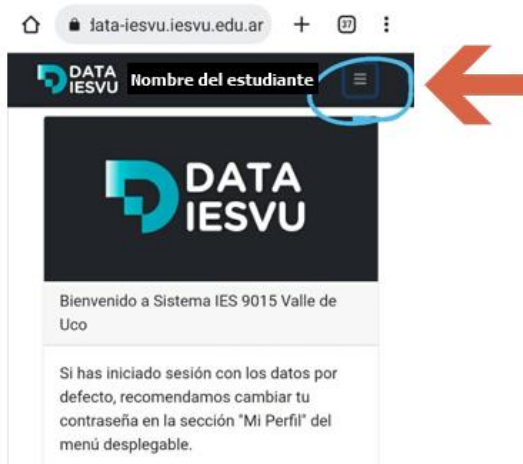 data-iesvu.iesvu.edu.ar
37
DATA
IESVU
Nombre del estudiante
DATA
IESVU
Bienvenido a Sistema IES 9015 Valle de
Uco
Si has iniciado sesión con los datos por
defecto, recomendamos cambiar tu
contraseña en la sección "Mi Perfil" del
menú desplegable.